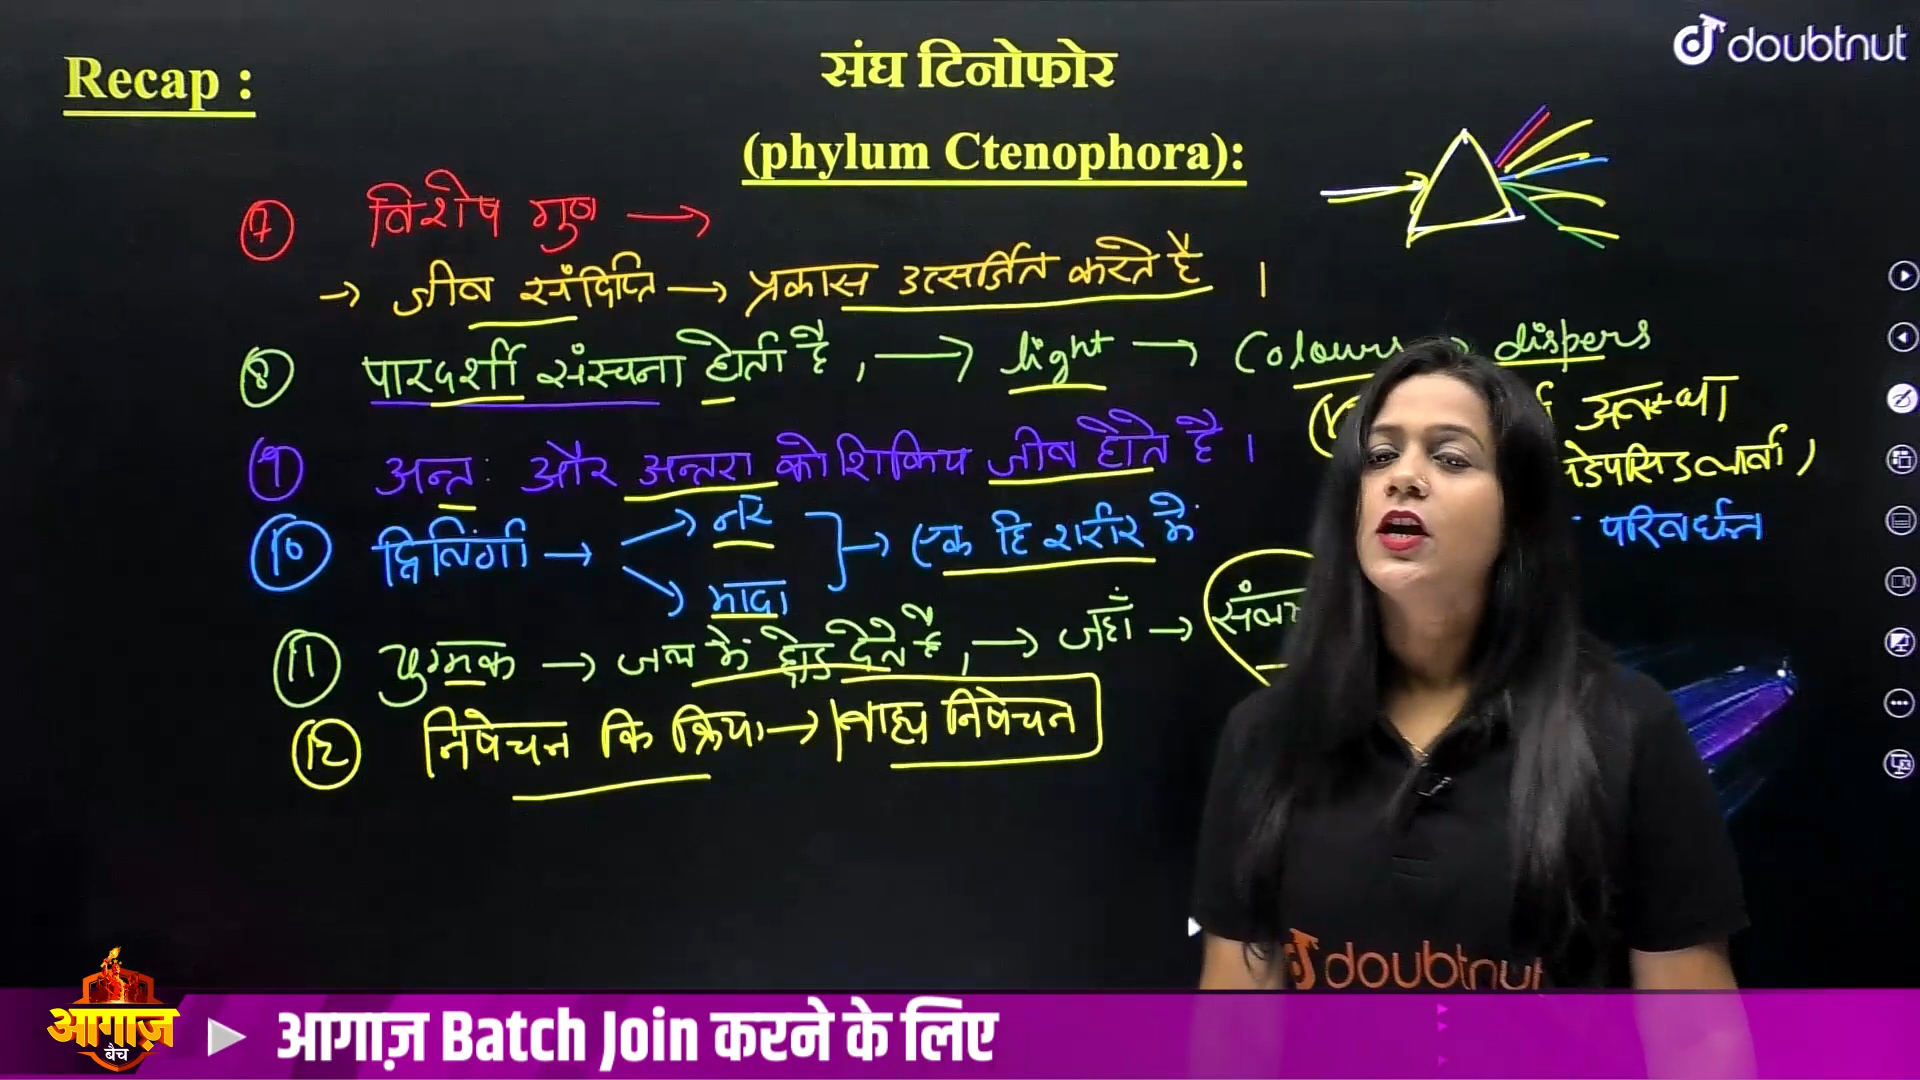 doubtnut
Recap :
संघ टिनोफोर
(phylum Ctenophora):
7 विशेष गुण →
→ जीव संदिप्ति → प्रकास उत्सर्जित करते है ।
8 पारदर्शी संरचना होती है , → light → Colours → dispers
9 अन्तः और अन्तरा कोशिकिय जीव होते है ।
अवस्था
10 द्विलिंगी → नर
मादा
→ एक हि शरीर में
परिवर्धन
11 युग्मक → जल में छोड देते है , → जहाँ →
12 निषेचन कि क्रिया → बाह्य निषेचन
doubtnut
आगाज़
बैच
आगाज़ Batch Join करने के लिए